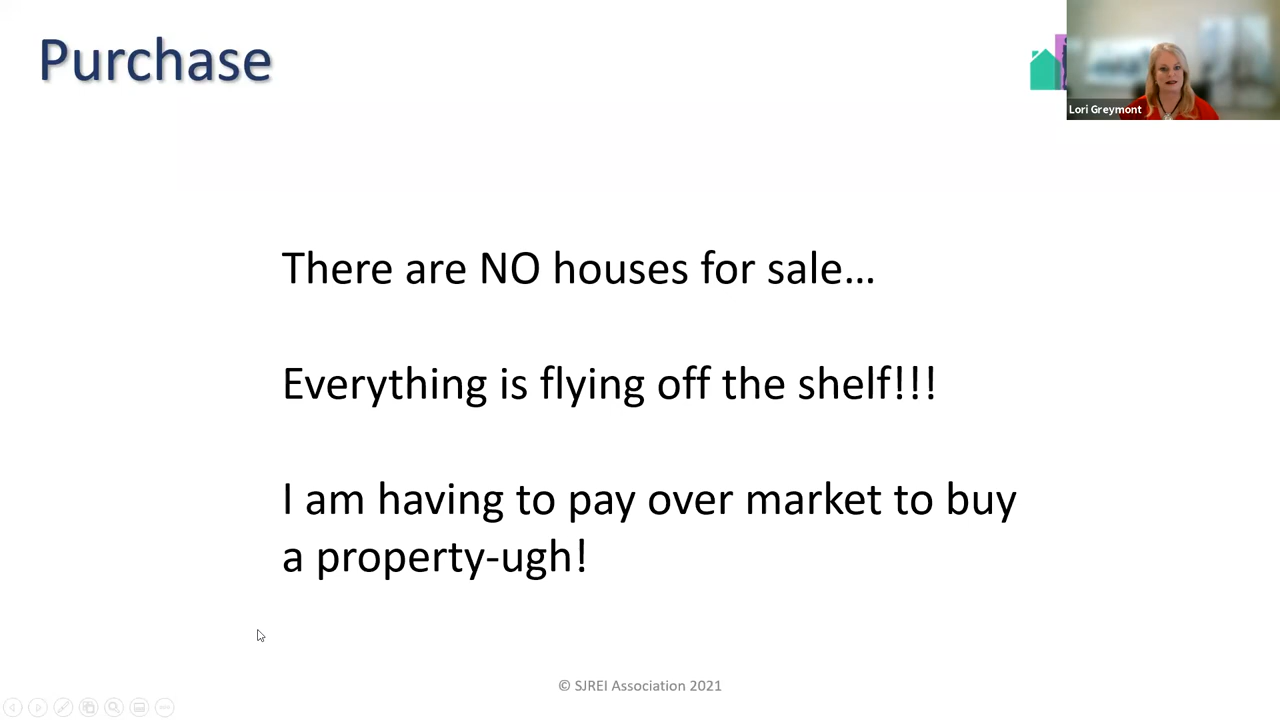 Purchase
Lori Greymont
There are NO houses for sale…
Everything is flying off the shelf!!!
I am having to pay over market to buy
a property-ugh!
© SJREI Association 2021